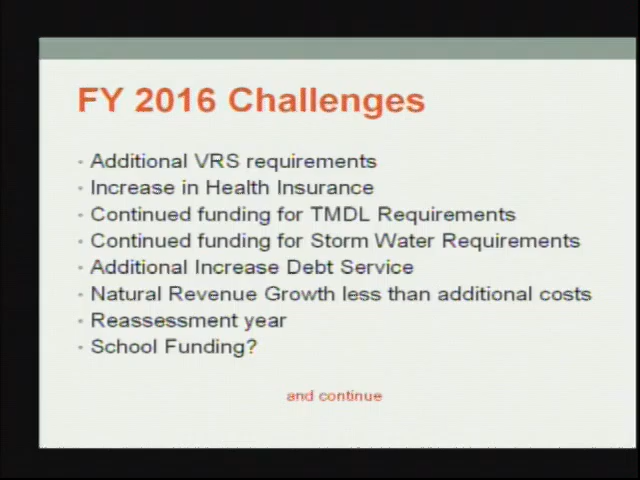 FY 2016 Challenges
· Additional VRS requirements
· Increase in Health Insurance
· Continued funding for TMDL Requirements
· Continued funding for Storm Water Requirements
· Additional Increase Debt Service
· Natural Revenue Growth less than additional costs
· Reassessment year
· School Funding?
and continue